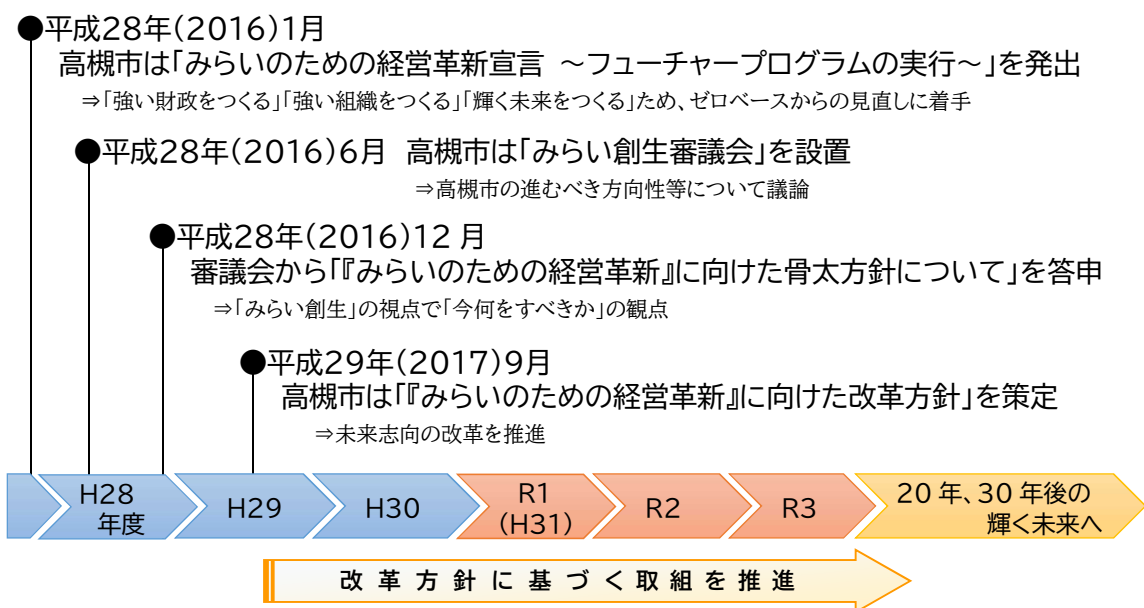 ●平成28年(2016)1月
高槻市は「みらいのための経営革新宣言 ～フューチャープログラムの実行～」を発出
⇒「強い財政をつくる」「強い組織をつくる」「輝く未来をつくる」ため、ゼロベースからの見直しに着手
●平成28年(2016)6月 高槻市は「みらい創生審議会」を設置
⇒高槻市の進むべき方向性等について議論
●平成28年(2016)12月
審議会から「『みらいのための経営革新』に向けた骨太方針について」を答申
⇒「みらい創生」の視点で「今何をすべきか」の観点
●平成29年(2017)9月
高槻市は「『みらいのための経営革新』に向けた改革方針」を策定
⇒未来志向の改革を推進
H28
年度
H29
H30
R1
(H31)
R2
R3
20年、30年後の
輝く未来へ
改革方針に基づく取組を推進